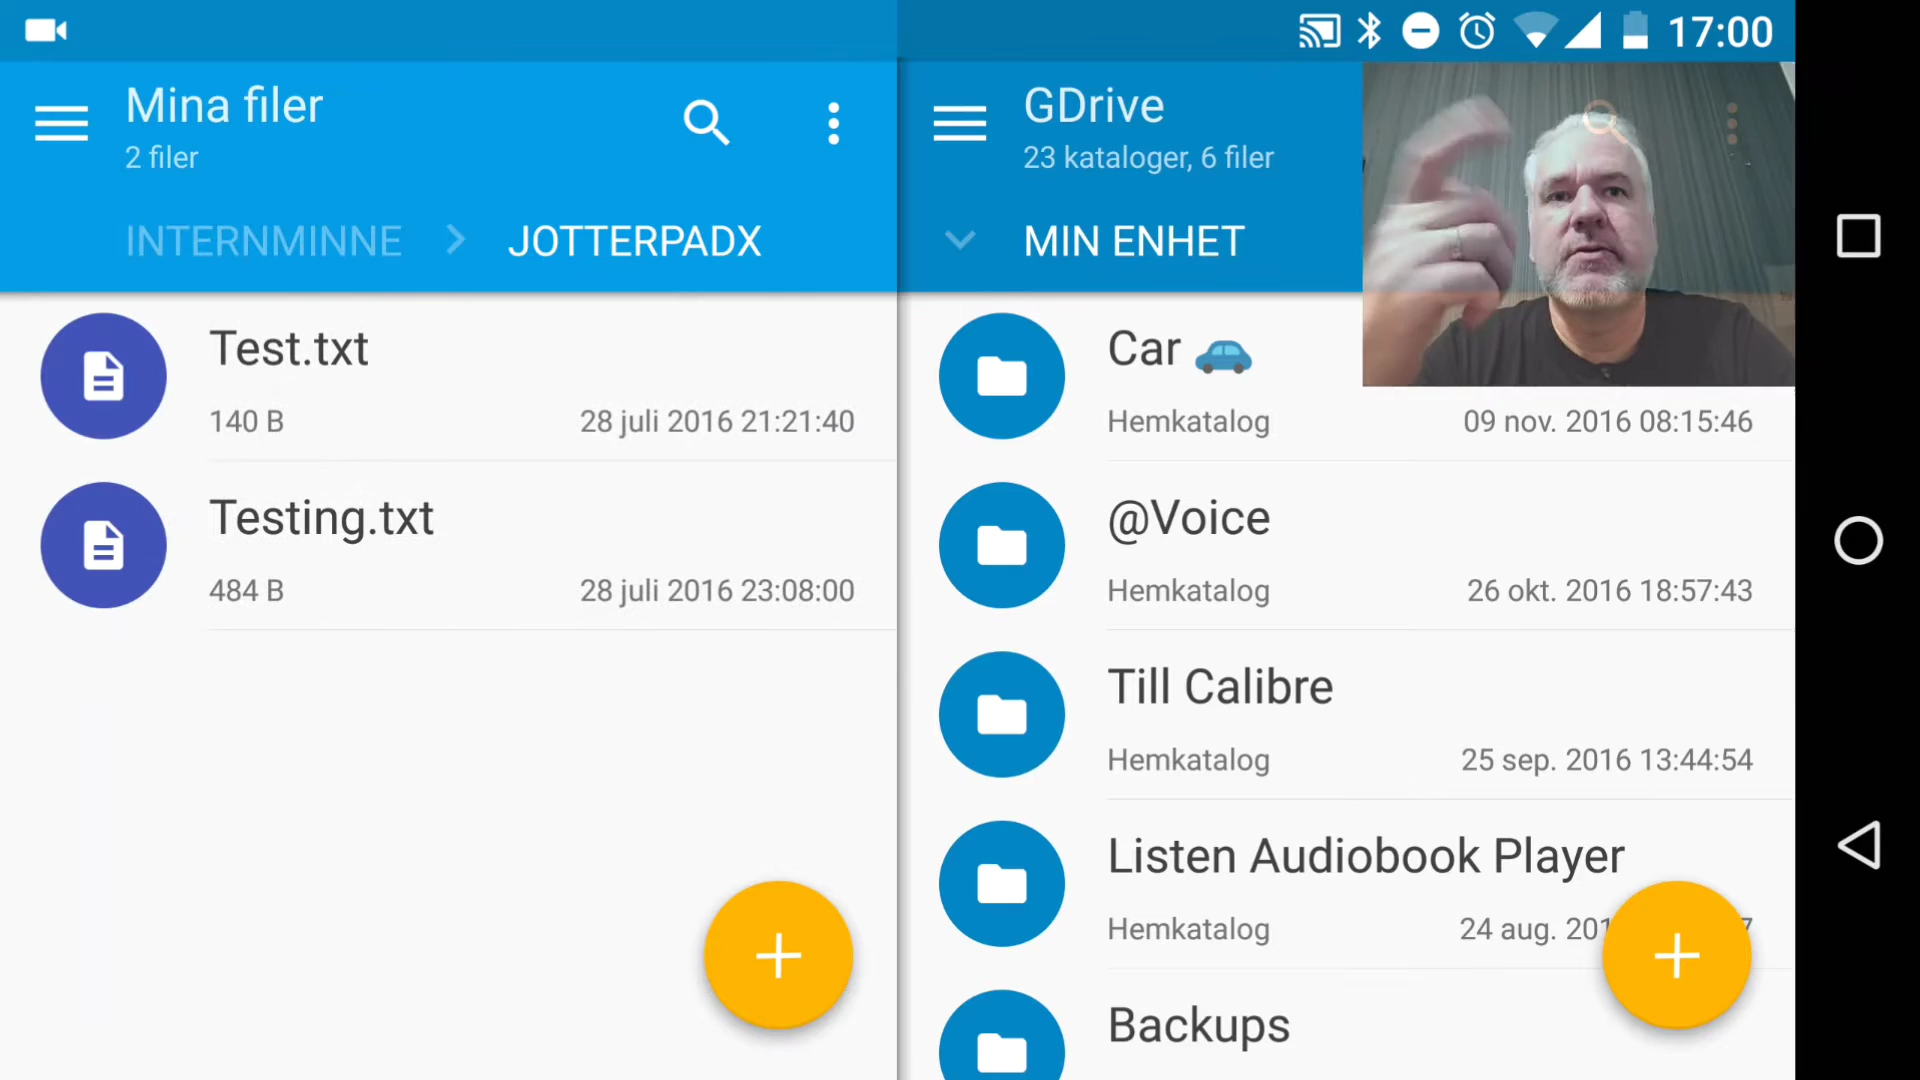 17:00
Mina filer
2 filer
INTERNMINNE > JOTTERPADX
Test.txt
140 B 28 juli 2016 21:21:40
Testing.txt
484 B 28 juli 2016 23:08:00
GDrive
23 kataloger, 6 filer
MIN ENHET
Car
Hemkatalog 09 nov. 2016 08:15:46
@Voice
Hemkatalog 26 okt. 2016 18:57:43
Till Calibre
Hemkatalog 25 sep. 2016 13:44:54
Listen Audiobook Player
Hemkatalog 24 aug.
Backups